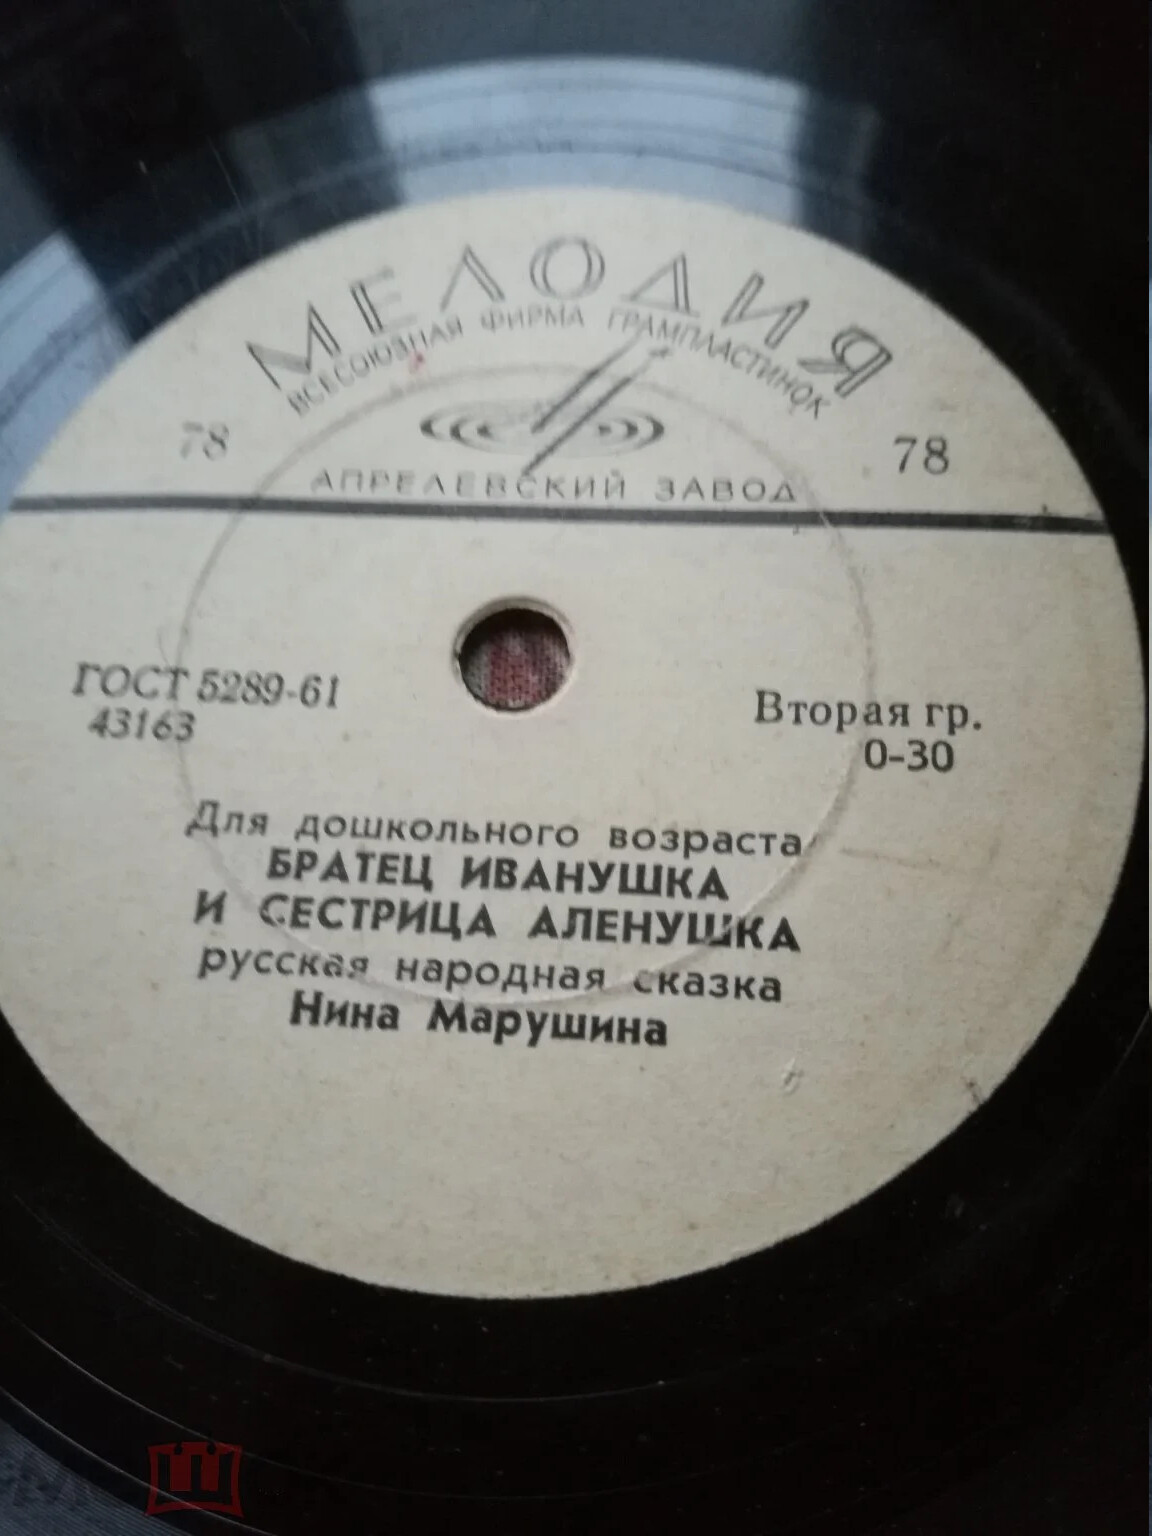 МЕЛОДИЯ
ВСЕСОЮЗНАЯ ФИРМА ГРАМПЛАСТИНОК
78 78
АПРЕЛЕВСКИЙ ЗАВОД
ГОСТ 5289-61 Вторая гр.
43163 0-30
Для дошкольного возраста
БРАТЕЦ ИВАНУШКА
И СЕСТРИЦА АЛЕНУШКА
русская народная сказка
Нина Марушина